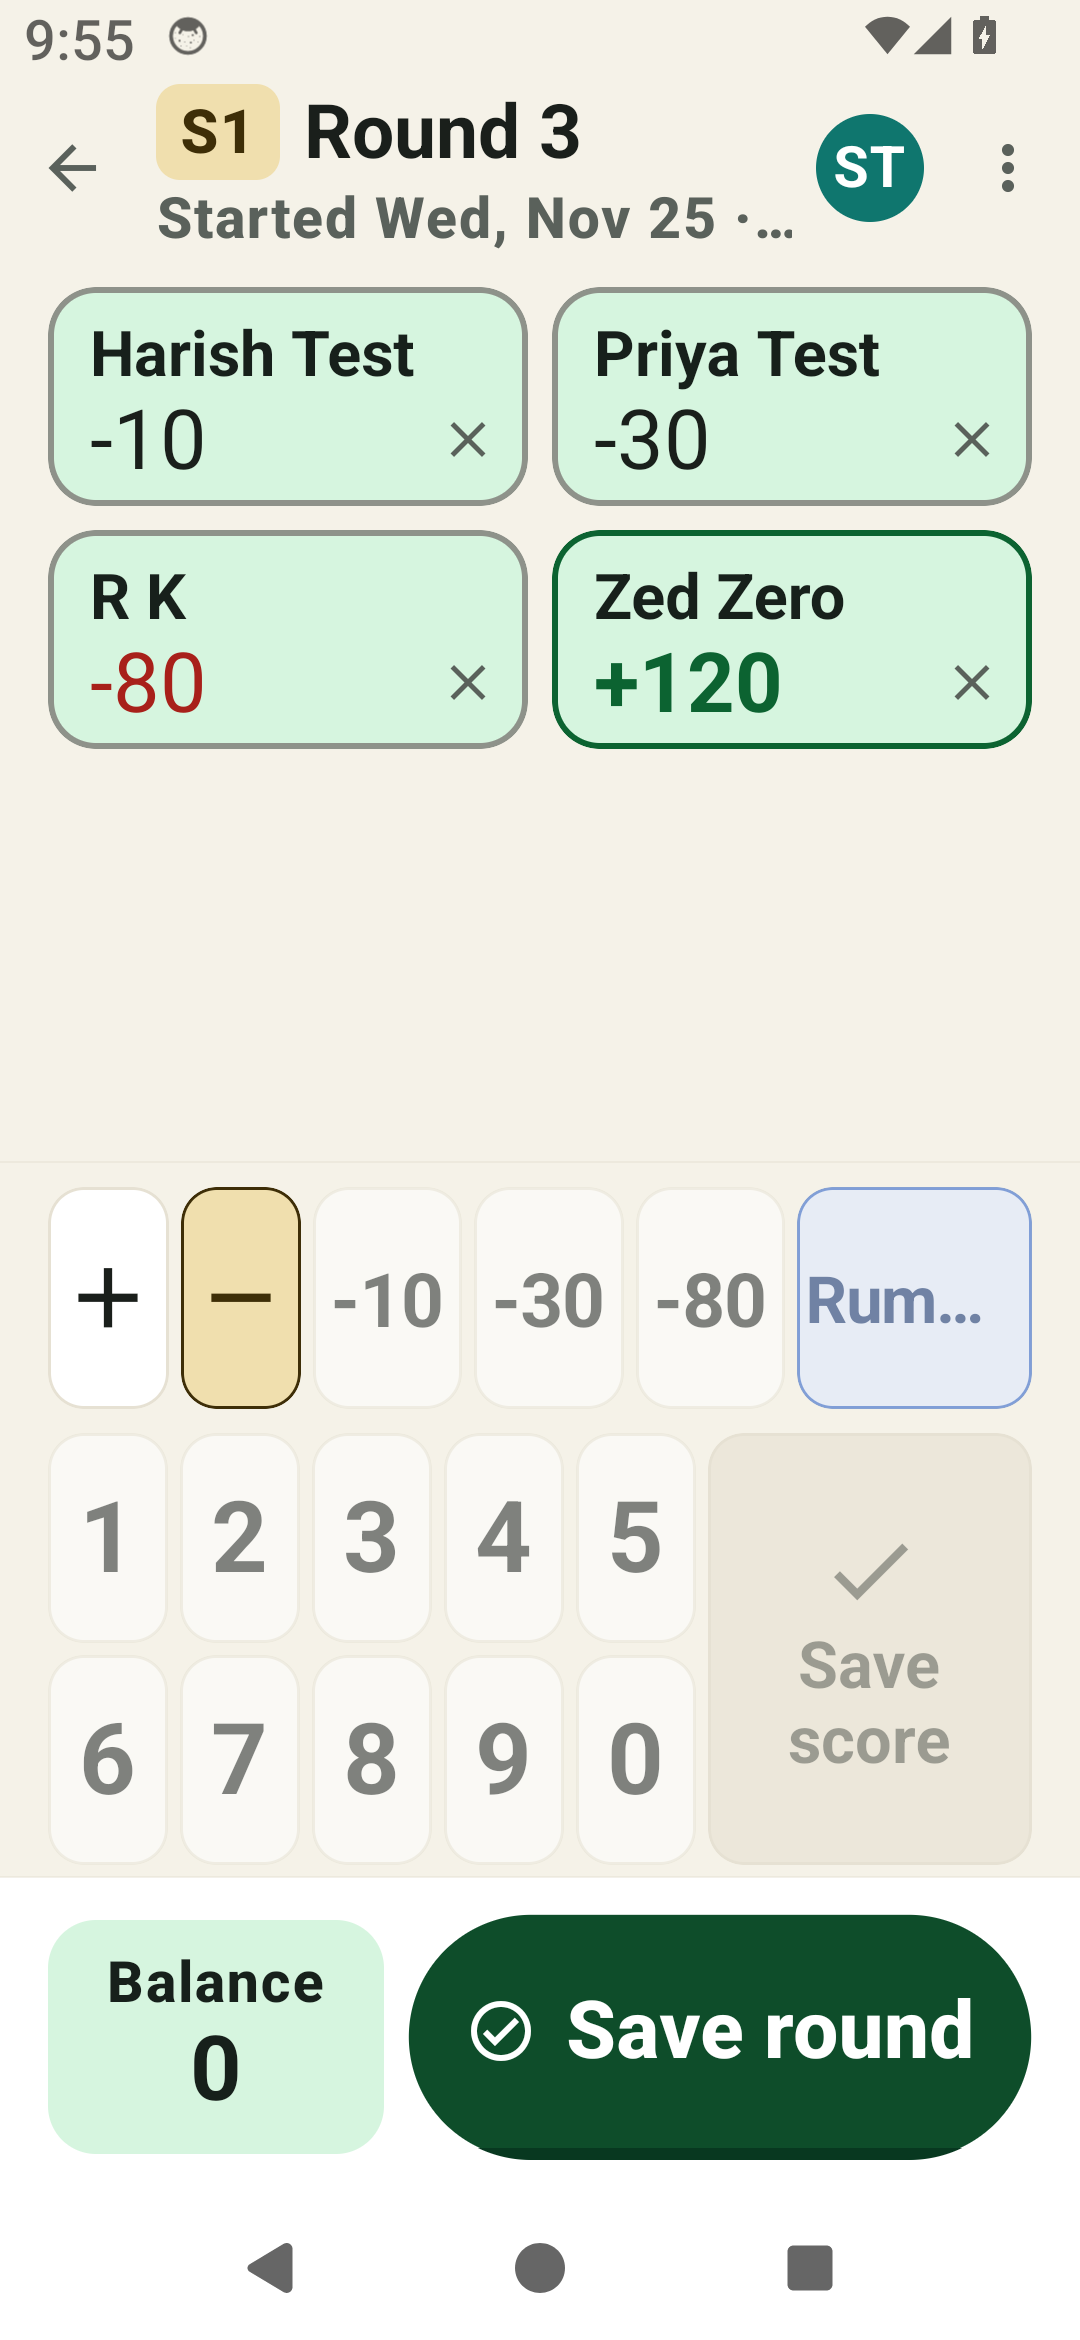 9:55
S1 Round 3
ST
Started Wed, Nov 25 ·…
Harish Test
-10
Priya Test
-30
R K
-80
Zed Zero
+120
+ − -10 -30 -80 Rum…
1 2 3 4 5
6 7 8 9 0
Save
score
Balance
0
Save round